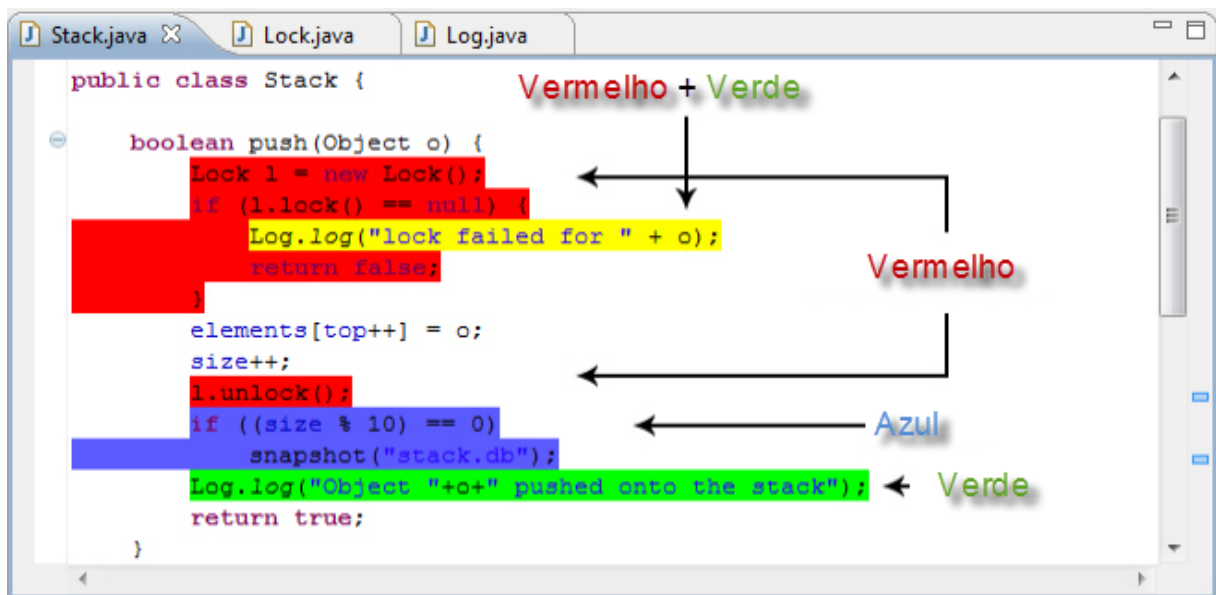 Stack.java Lock.java Log.java
public class Stack {
Vermelho + Verde
boolean push(Object o) {
Lock l = new Lock();
if (l.lock() == null) {
Log.log("lock failed for " + o);
return false;
}
Vermelho
elements[top++] = o;
size++;
l.unlock();
if ((size % 10) == 0)
Azul
snapshot("stack.db");
Log.log("Object "+o+" pushed onto the stack");
Verde
return true;
}